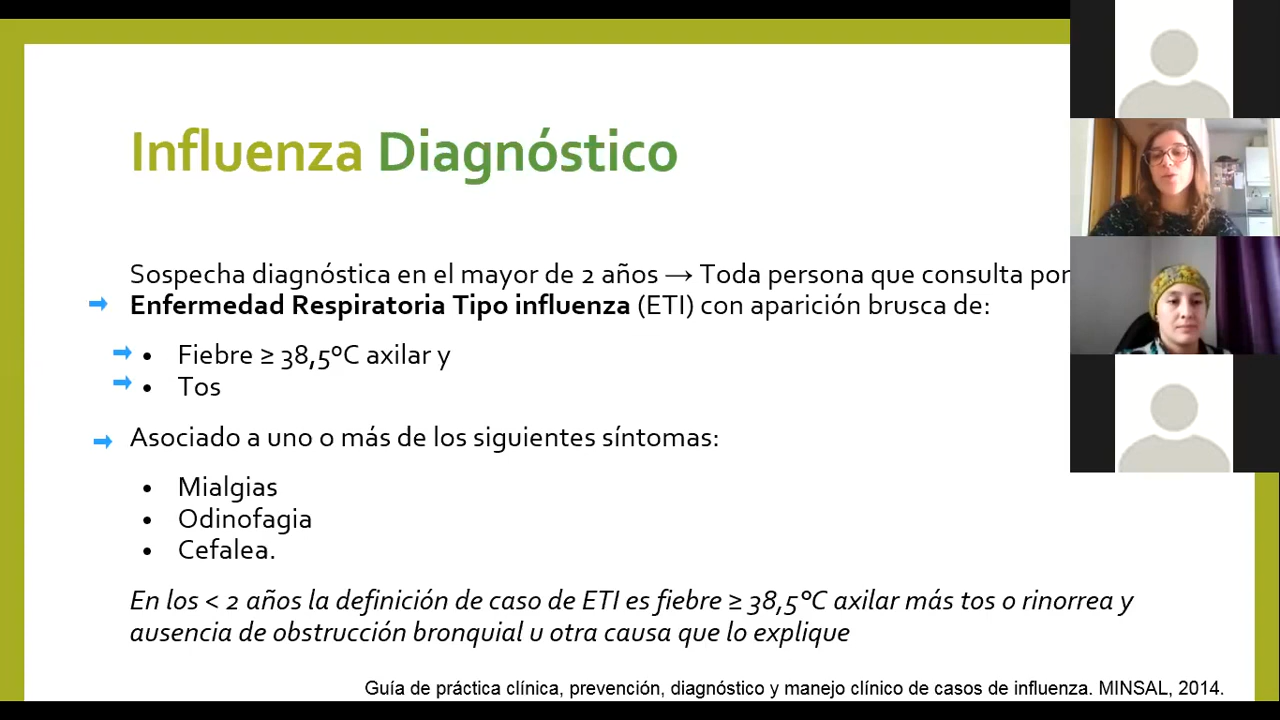 Influenza Diagnóstico
Sospecha diagnóstica en el mayor de 2 años → Toda persona que consulta por
Enfermedad Respiratoria Tipo influenza (ETI) con aparición brusca de:
• Fiebre ≥ 38,5ºC axilar y
• Tos
Asociado a uno o más de los siguientes síntomas:
• Mialgias
• Odinofagia
• Cefalea.
En los < 2 años la definición de caso de ETI es fiebre ≥ 38,5°C axilar más tos o rinorrea y
ausencia de obstrucción bronquial u otra causa que lo explique
Guía de práctica clínica, prevención, diagnóstico y manejo clínico de casos de influenza. MINSAL, 2014.